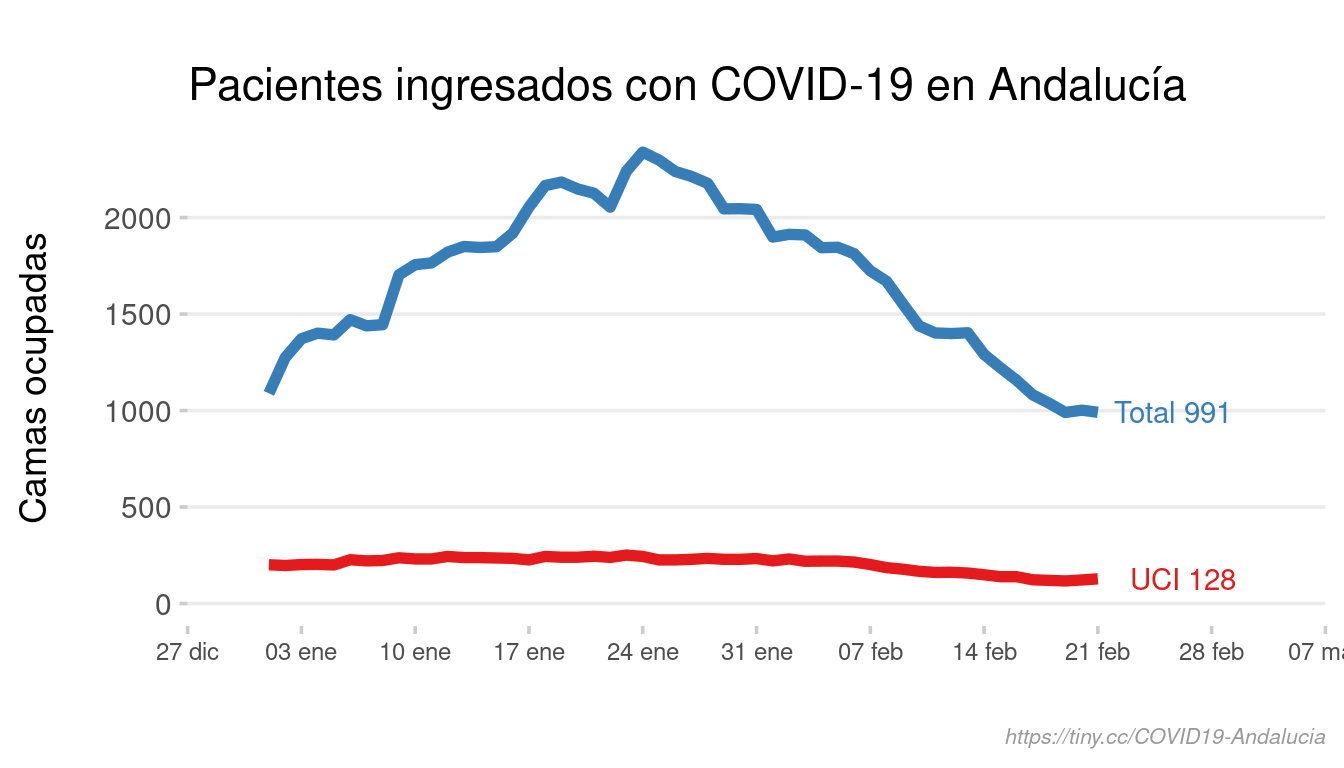 Pacientes ingresados con COVID-19 en Andalucía
Camas ocupadas
2000
1500
1000
500
0
Total 991
UCI 128
27 dic 03 ene 10 ene 17 ene 24 ene 31 ene 07 feb 14 feb 21 feb 28 feb 07 ma
https://tiny.cc/COVID19-Andalucia